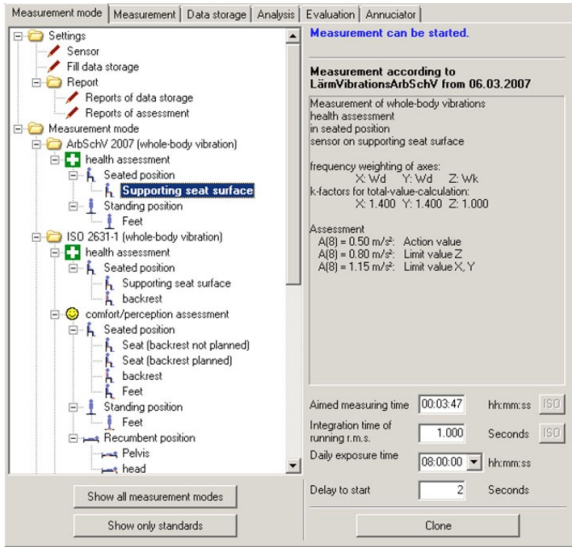 Measurement mode
Measurement
Data storage
Analysis
Evaluation
Annuciator
Settings
Sensor
Fill data storage
Report
Reports of data storage
Reports of assessment
Measurement mode
ArbSchV 2007 (whole-body vibration)
health assessment
Seated position
Supporting seat surface
Standing position
Feet
ISO 2631-1 (whole-body vibration)
health assessment
Seated position
Supporting seat surface
backrest
comfort/perception assessment
Seated position
Seat (backrest not planned)
Seat (backrest planned)
backrest
Feet
Standing position
Feet
Recumbent position
Pelvis
head
Show all measurement modes
Show only standards
Measurement can be started.
Measurement according to
LärmVibrationsArbSchV from 06.03.2007
Measurement of whole-body vibrations
health assessment
in seated position
sensor on supporting seat surface
frequency weighting of axes:
X: Wd Y: Wd Z: Wk
k-factors for total-value-calculation:
X: 1.400 Y: 1.400 Z: 1.000
Assessment
A(8) = 0.50 m/s²: Action value
A(8) = 0.80 m/s²: Limit value Z
A(8) = 1.15 m/s²: Limit value X, Y
Aimed measuring time 00:03:47 hh:mm:ss ISO
Integration time of
running r.m.s. 1.000 Seconds ISO
Daily exposure time 08:00:00 hh:mm:ss
Delay to start 2 Seconds
Clone